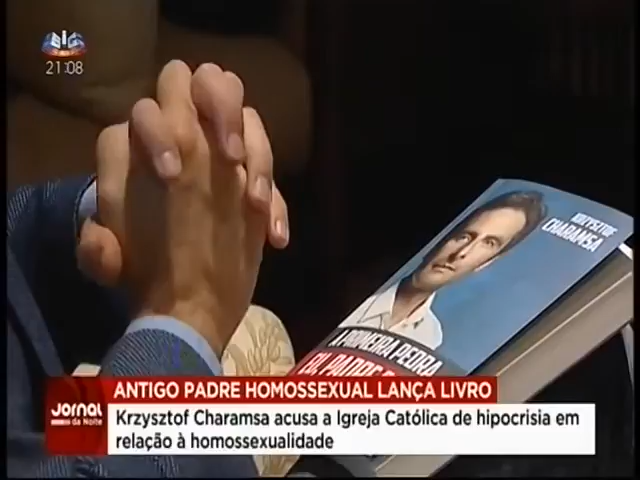 SIC
21:08
KRZYSZTOF
CHARAMSA
A PRIMEIRA PEDRA
EU, PADRE
ANTIGO PADRE HOMOSSEXUAL LANÇA LIVRO
Jornal
da Noite
Krzysztof Charamsa acusa a Igreja Católica de hipocrisia em
relação à homossexualidade